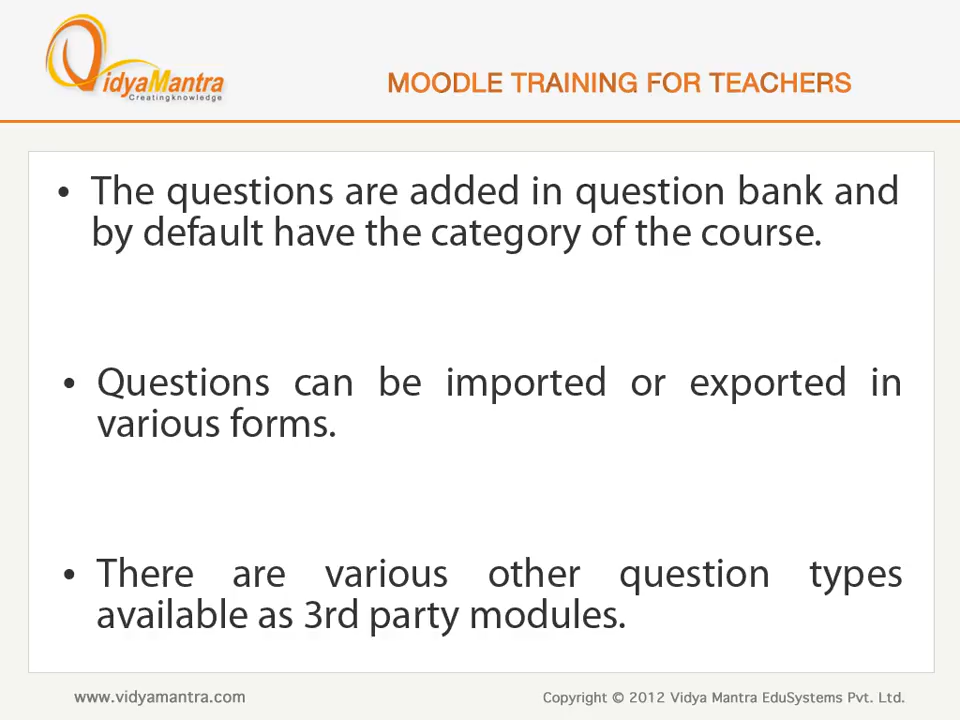 VidyaMantra
Creatingknowledge
MOODLE TRAINING FOR TEACHERS
• The questions are added in question bank and
by default have the category of the course.
• Questions can be imported or exported in
various forms.
• There are various other question types
available as 3rd party modules.
www.vidyamantra.com
Copyright © 2012 Vidya Mantra EduSystems Pvt. Ltd.